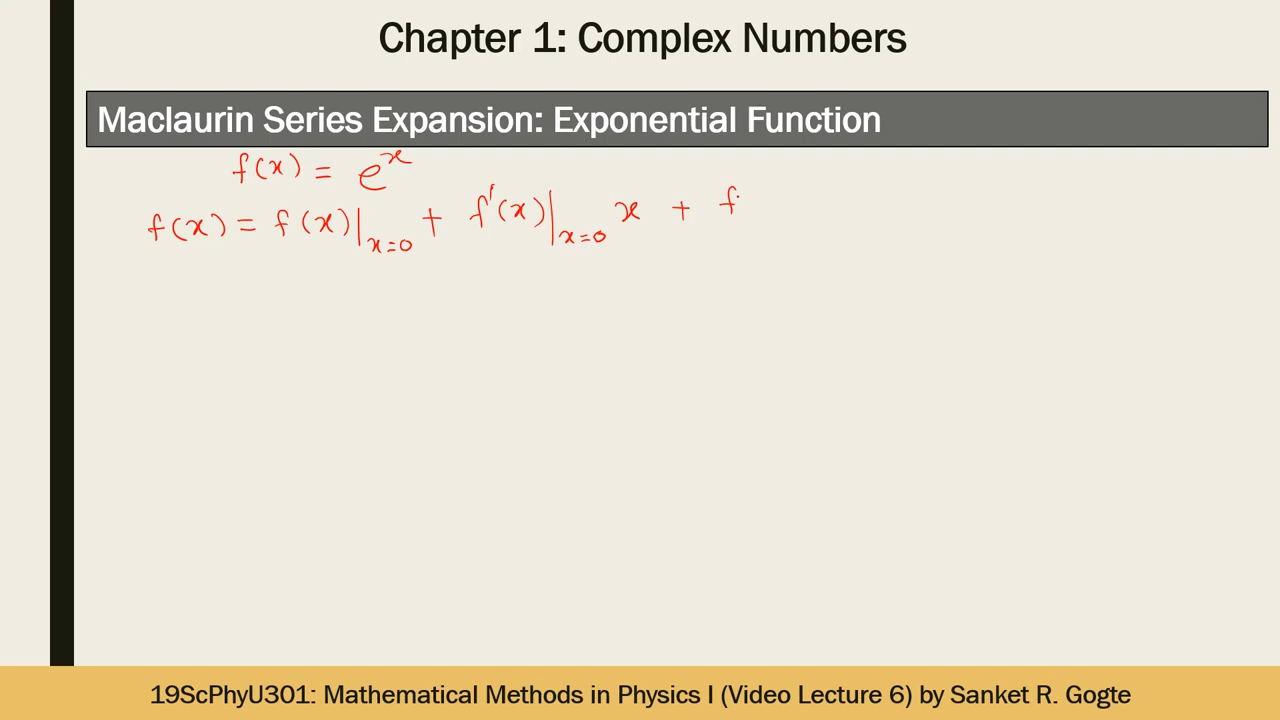 Chapter 1: Complex Numbers
Maclaurin Series Expansion: Exponential Function
f(x) = eˣ
f(x) = f(x)|ₓ₌₀ + f'(x)|ₓ₌₀ x + f
19ScPhyU301: Mathematical Methods in Physics I (Video Lecture 6) by Sanket R. Gogte